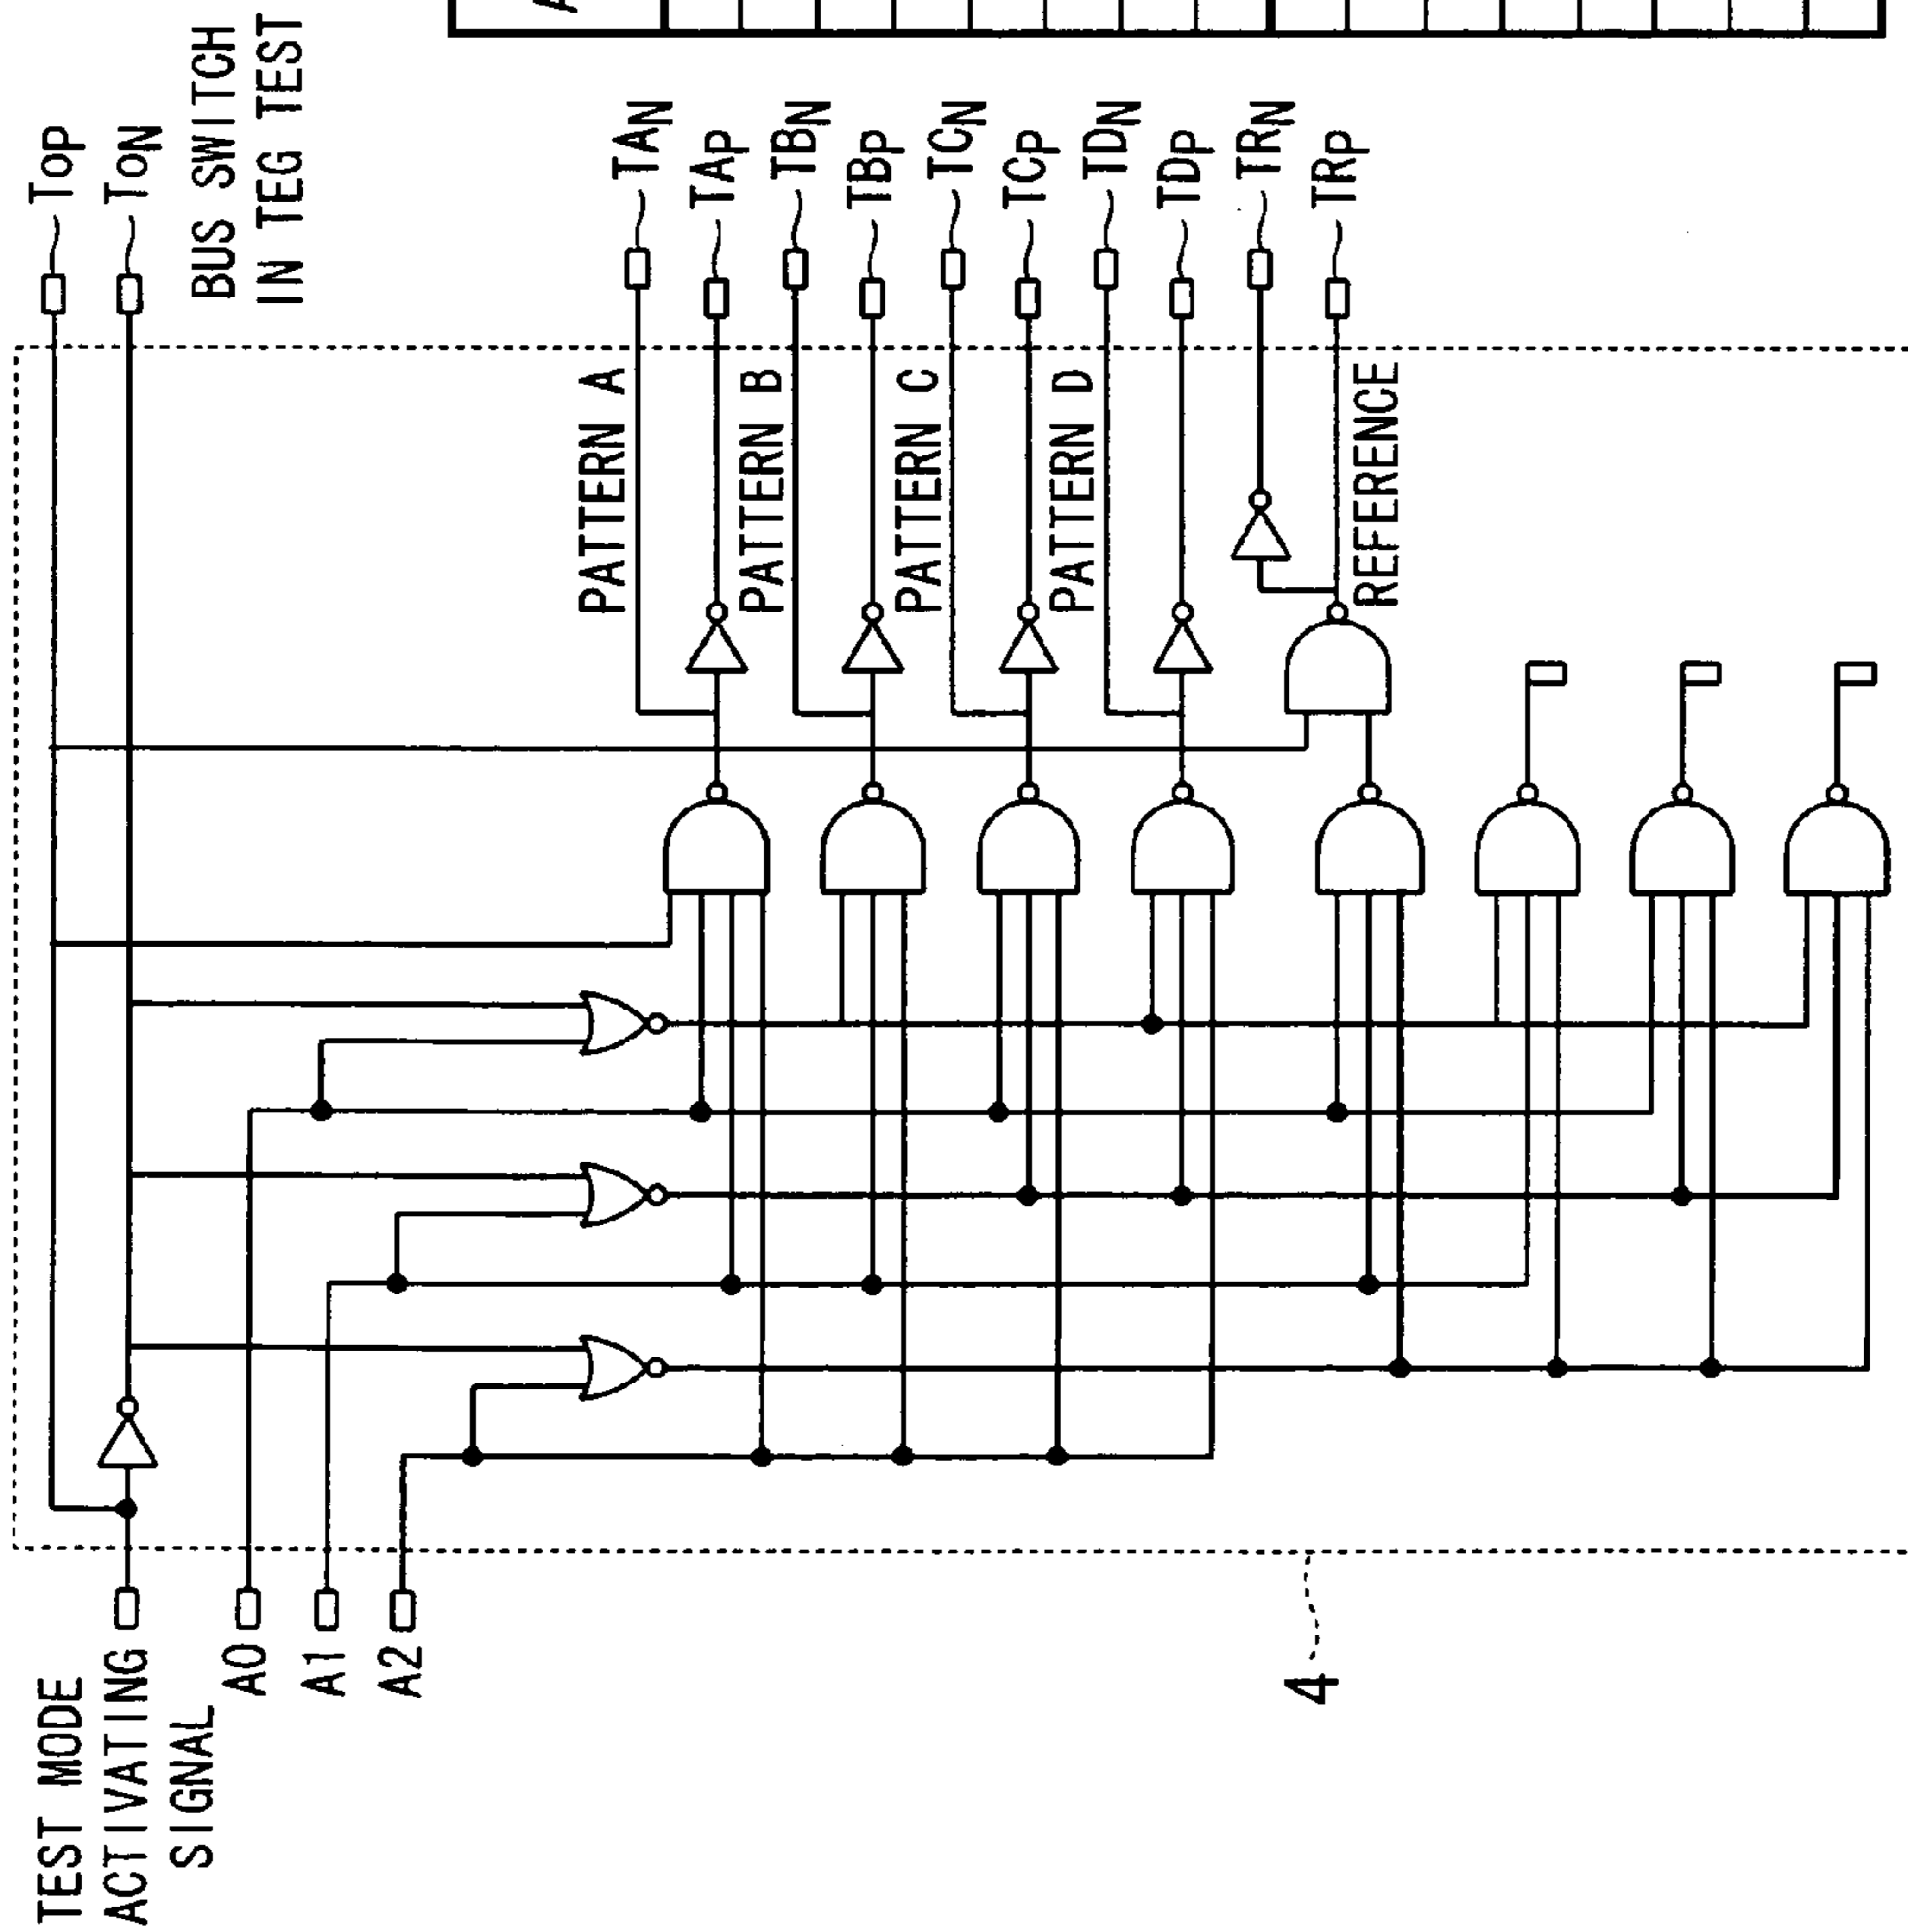 TEST MODE
ACTIVATING
SIGNAL
A0
A1
A2
4
TOP
TON
BUS SWITCH
IN TEG TEST
PATTERN A
PATTERN B
PATTERN C
PATTERN D
REFERENCE
TAN
TAP
TBN
TBP
TCN
TCP
TDN
TDP
TRN
TRP